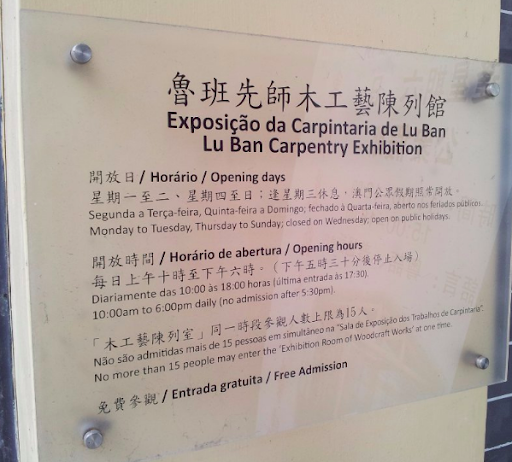 魯班先師木工藝陳列館
Exposição da Carpintaria de Lu Ban
Lu Ban Carpentry Exhibition
開放日 / Horário / Opening days
星期一至二、星期四至日；逢星期三休息，澳門公眾假期照常開放。
Segunda a Terça-feira, Quinta-feira a Domingo; fechado à Quarta-feira, aberto nos feriados públicos.
Monday to Tuesday, Thursday to Sunday; closed on Wednesday; open on public holidays.
開放時間 / Horário de abertura / Opening hours
每日上午十時至下午六時。（下午五時三十分後停止入場）
Diariamente das 10:00 às 18:00 horas (última entrada às 17:30).
10:00am to 6:00pm daily (no admission after 5:30pm).
「木工藝陳列室」同一時段參觀人數上限為15人。
Não são admitidas mais de 15 pessoas em simultâneo na "Sala de Exposição dos Trabalhos de Carpintaria".
No more than 15 people may enter the 'Exhibition Room of Woodcraft Works' at one time.
免費參觀 / Entrada gratuita / Free Admission